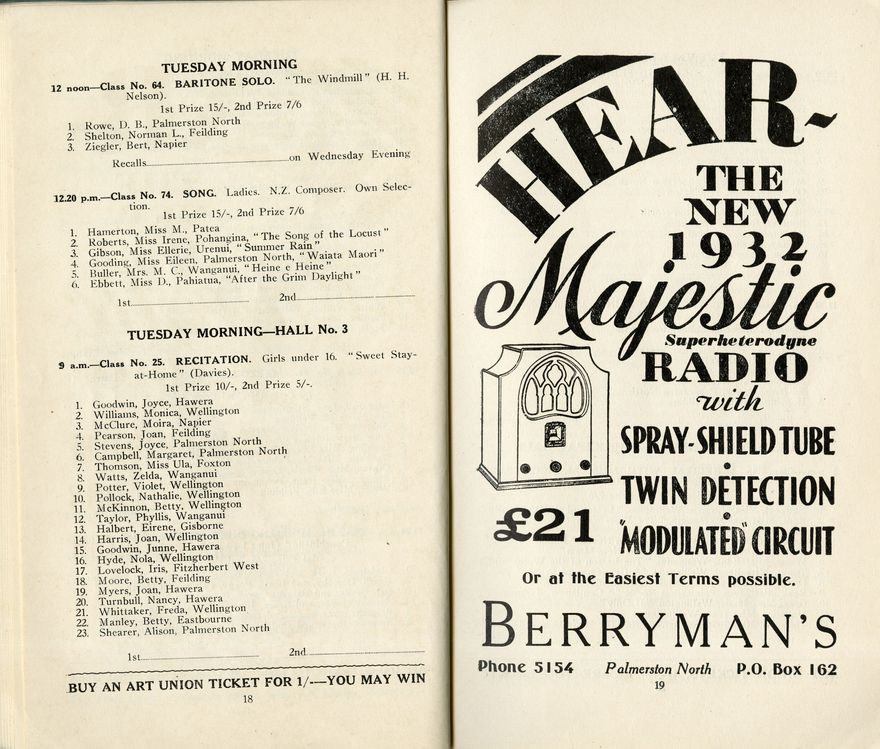 TUESDAY MORNING
12 noon—Class No. 64. BARITONE SOLO. "The Windmill" (H. H.
Nelson).
1st Prize 15/-, 2nd Prize 7/6
1. Rowe, D. B., Palmerston North
2. Shelton, Norman L., Feilding
3. Ziegler, Bert, Napier
Recalls on Wednesday Evening
12.20 p.m.—Class No. 74. SONG. Ladies. N.Z. Composer. Own Selec-
tion.
1st Prize 15/-, 2nd Prize 7/6
1. Hamerton, Miss M., Patea
2. Roberts, Miss Irene, Pohangina, "The Song of the Locust"
3. Gibson, Miss Ellerie, Urenui, "Summer Rain"
4. Gooding, Miss Eileen, Palmerston North, "Waiata Maori"
5. Buller, Mrs. M. C., Wanganui, "Heine e Heine"
6. Ebbett, Miss D., Pahiatua, "After the Grim Daylight"
1st 2nd
TUESDAY MORNING—HALL No. 3
9 a.m.—Class No. 25. RECITATION. Girls under 16. "Sweet Stay-
at-Home" (Davies).
1st Prize 10/-, 2nd Prize 5/-.
1. Goodwin, Joyce, Hawera
2. Williams, Monica, Wellington
3. McClure, Moira, Napier
4. Pearson, Joan, Feilding
5. Stevens, Joyce, Palmerston North
6. Campbell, Margaret, Palmerston North
7. Thomson, Miss Ula, Foxton
8. Watts, Zelda, Wanganui
9. Potter, Violet, Wellington
10. Pollock, Nathalie, Wellington
11. McKinnon, Betty, Wellington
12. Taylor, Phyllis, Wanganui
13. Halbert, Eirene, Gisborne
14. Harris, Joan, Wellington
15. Goodwin, Junne, Hawera
16. Hyde, Nola, Wellington
17. Lovelock, Iris, Fitzherbert West
18. Moore, Betty, Feilding
19. Myers, Joan, Hawera
20. Turnbull, Nancy, Hawera
21. Whittaker, Freda, Wellington
22. Manley, Betty, Eastbourne
23. Shearer, Alison, Palmerston North
1st 2nd
BUY AN ART UNION TICKET FOR 1/-—YOU MAY WIN
18
HEAR-
THE
NEW
1932
Majestic
Superheterodyne
RADIO
with
SPRAY-SHIELD TUBE
TWIN DETECTION
"MODULATED" CIRCUIT
£21
Or at the Easiest Terms possible.
BERRYMAN'S
Phone 5154 Palmerston North P.O. Box 162
19